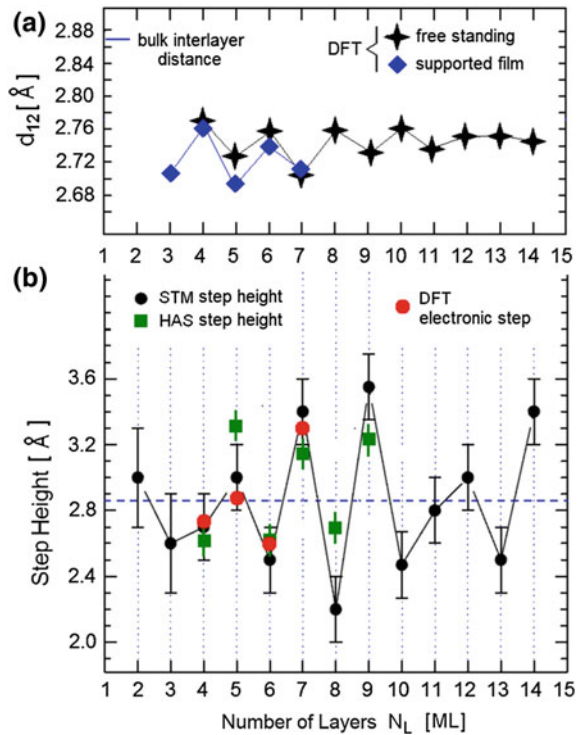 (a)
2.88
2.84
2.80
2.76
2.72
2.68
d12 [Å]
bulk interlayer
distance
DFT
free standing
supported film
1 2 3 4 5 6 7 8 9 10 11 12 13 14 15
(b)
STM step height
HAS step height
DFT
electronic step
3.6
3.2
2.8
2.4
2.0
Step Height [Å]
1 2 3 4 5 6 7 8 9 10 11 12 13 14 15
Number of Layers NL [ML]